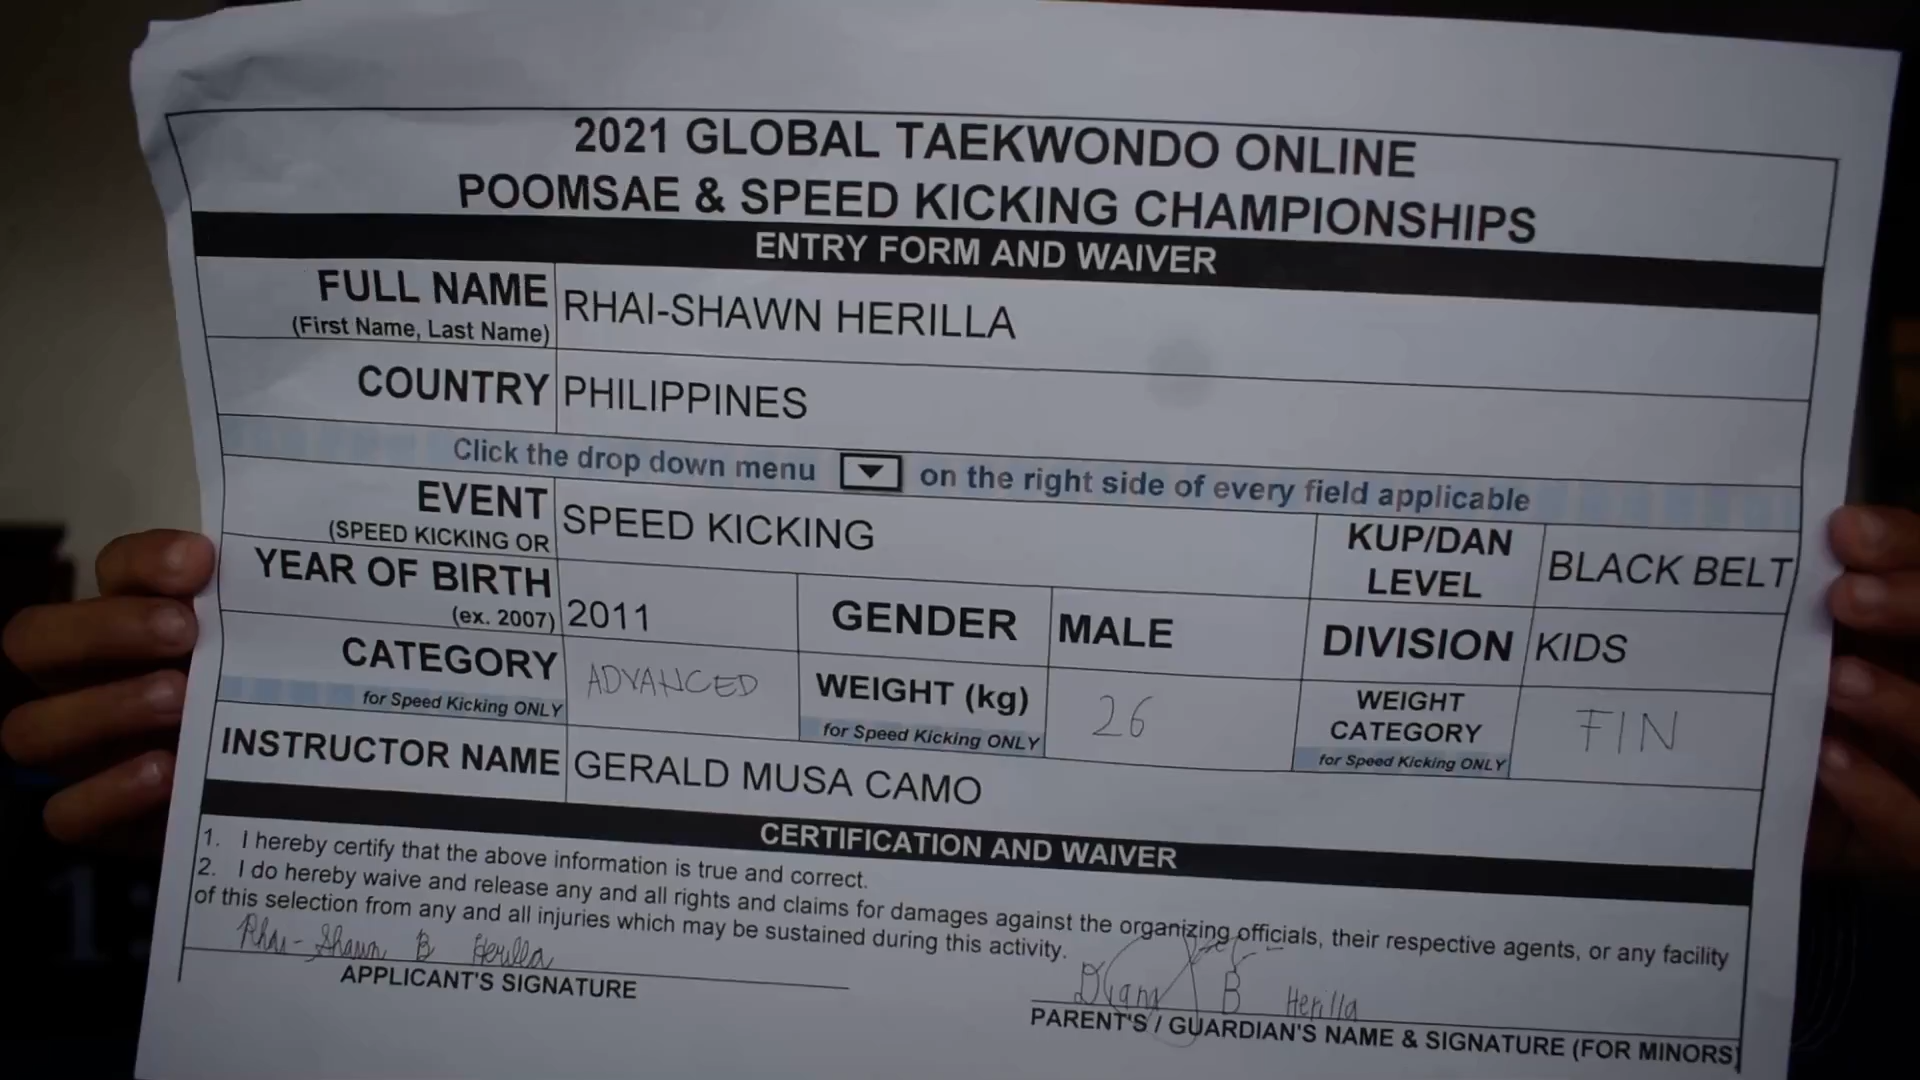 2021 GLOBAL TAEKWONDO ONLINE
POOMSAE & SPEED KICKING CHAMPIONSHIPS
ENTRY FORM AND WAIVER
FULL NAME
(First Name, Last Name)
RHAI-SHAWN HERILLA
COUNTRY
PHILIPPINES
Click the drop down menu on the right side of every field applicable
EVENT
(SPEED KICKING OR
SPEED KICKING
KUP/DAN
LEVEL
BLACK BELT
YEAR OF BIRTH
(ex. 2007)
2011
GENDER
MALE
DIVISION
KIDS
CATEGORY
for Speed Kicking ONLY
ADVANCED
WEIGHT (kg)
for Speed Kicking ONLY
26
WEIGHT
CATEGORY
for Speed Kicking ONLY
FIN
INSTRUCTOR NAME
GERALD MUSA CAMO
CERTIFICATION AND WAIVER
1. I hereby certify that the above information is true and correct.
2. I do hereby waive and release any and all rights and claims for damages against the organizing officials, their respective agents, or any facility
of this selection from any and all injuries which may be sustained during this activity.
Rhai-Shawn B Herilla
APPLICANT'S SIGNATURE
Diana B Herilla
PARENT'S / GUARDIAN'S NAME & SIGNATURE (FOR MINORS)